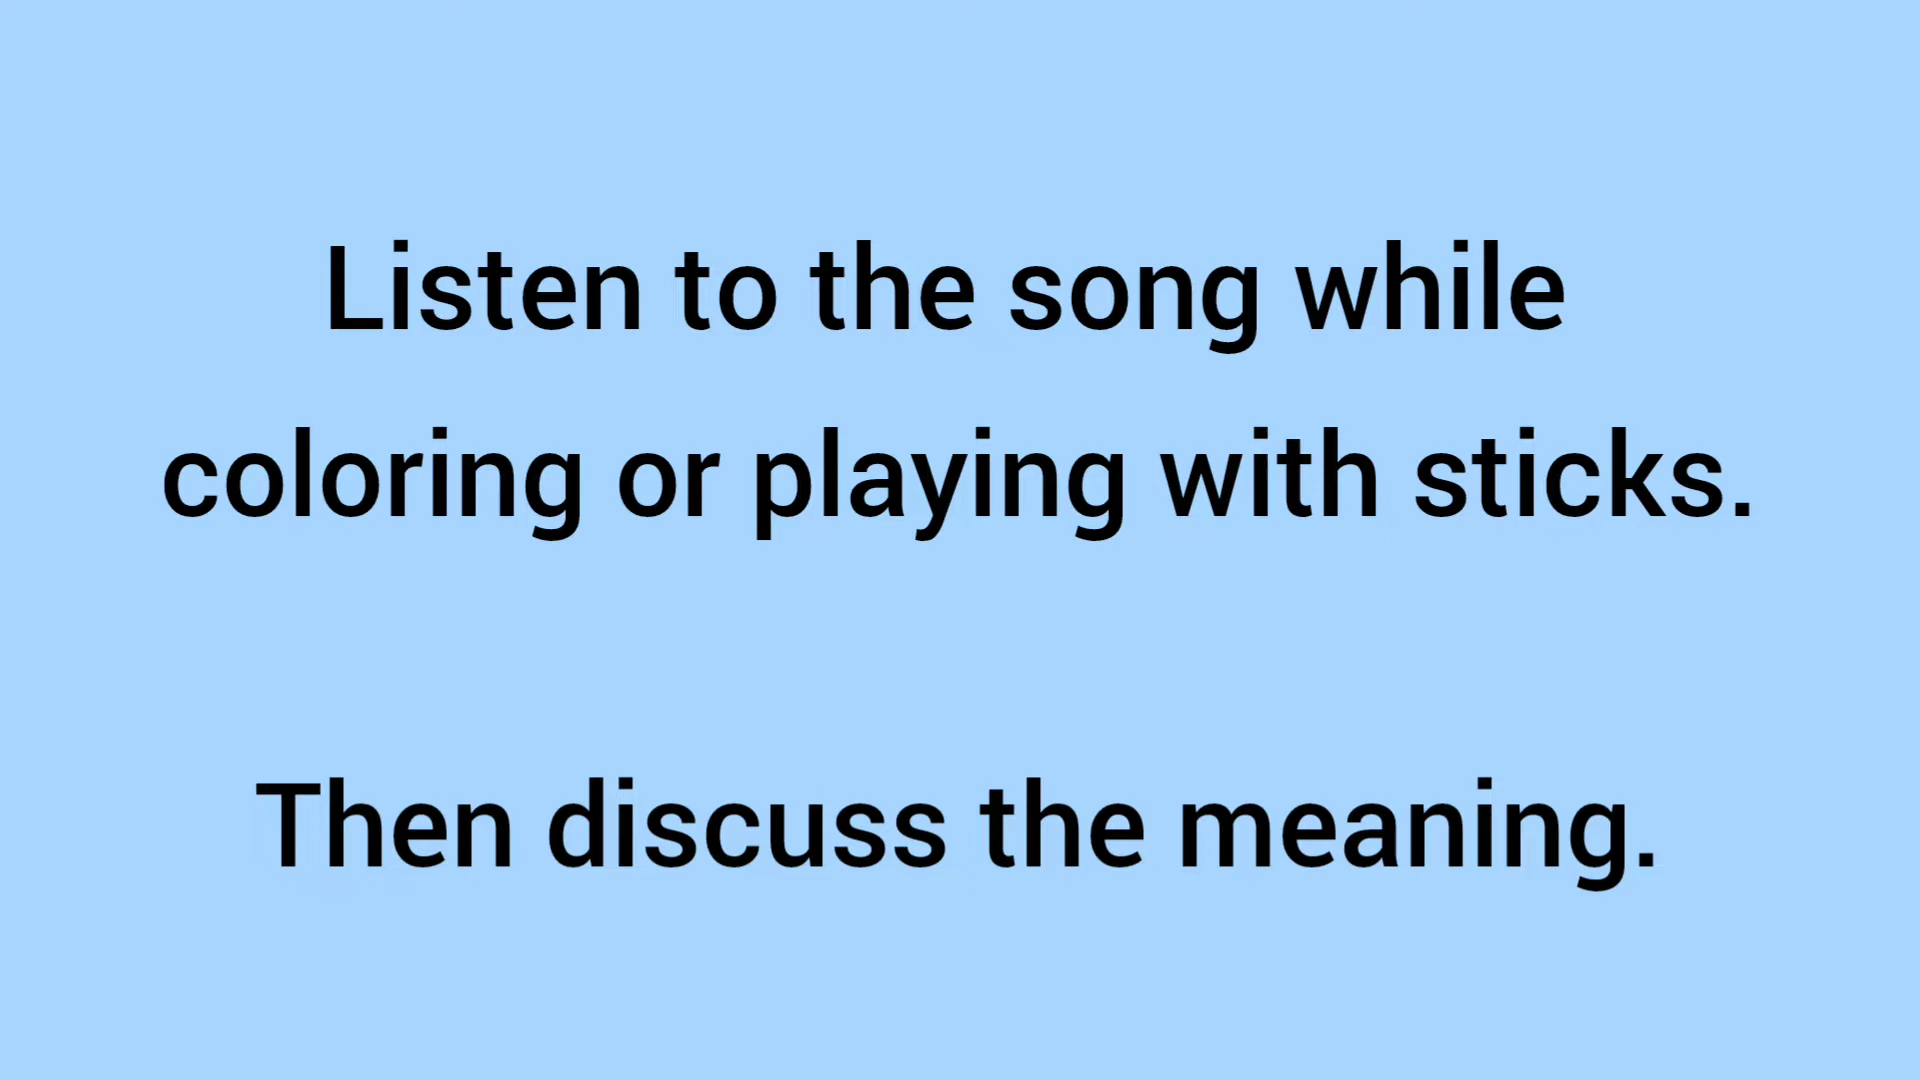 Listen to the song while
coloring or playing with sticks.
Then discuss the meaning.